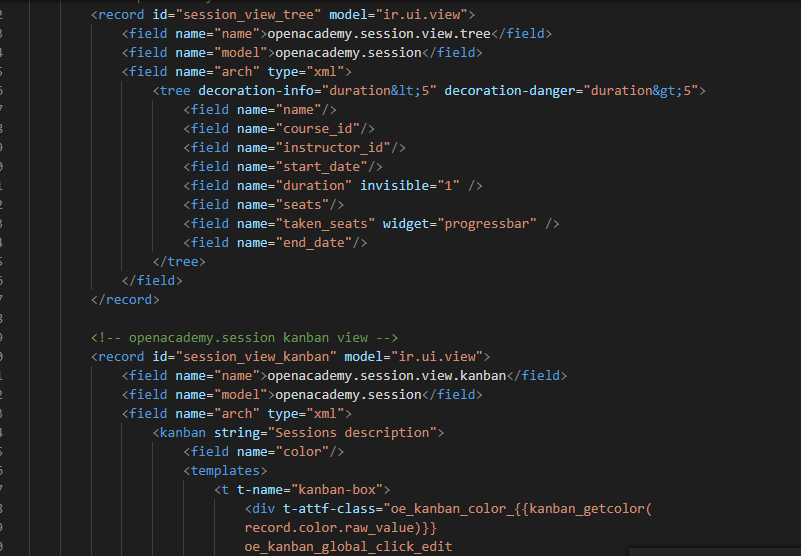 <record id="session_view_tree" model="ir.ui.view">
<field name="name">openacademy.session.view.tree</field>
<field name="model">openacademy.session</field>
<field name="arch" type="xml">
<tree decoration-info="duration&lt;5" decoration-danger="duration&gt;5">
<field name="name"/>
<field name="course_id"/>
<field name="instructor_id"/>
<field name="start_date"/>
<field name="duration" invisible="1" />
<field name="seats"/>
<field name="taken_seats" widget="progressbar" />
<field name="end_date"/>
</tree>
</field>
</record>
<!-- openacademy.session kanban view -->
<record id="session_view_kanban" model="ir.ui.view">
<field name="name">openacademy.session.view.kanban</field>
<field name="model">openacademy.session</field>
<field name="arch" type="xml">
<kanban string="Sessions description">
<field name="color"/>
<templates>
<t t-name="kanban-box">
<div t-attf-class="oe_kanban_color_{{kanban_getcolor(
record.color.raw_value)}}
oe_kanban_global_click_edit